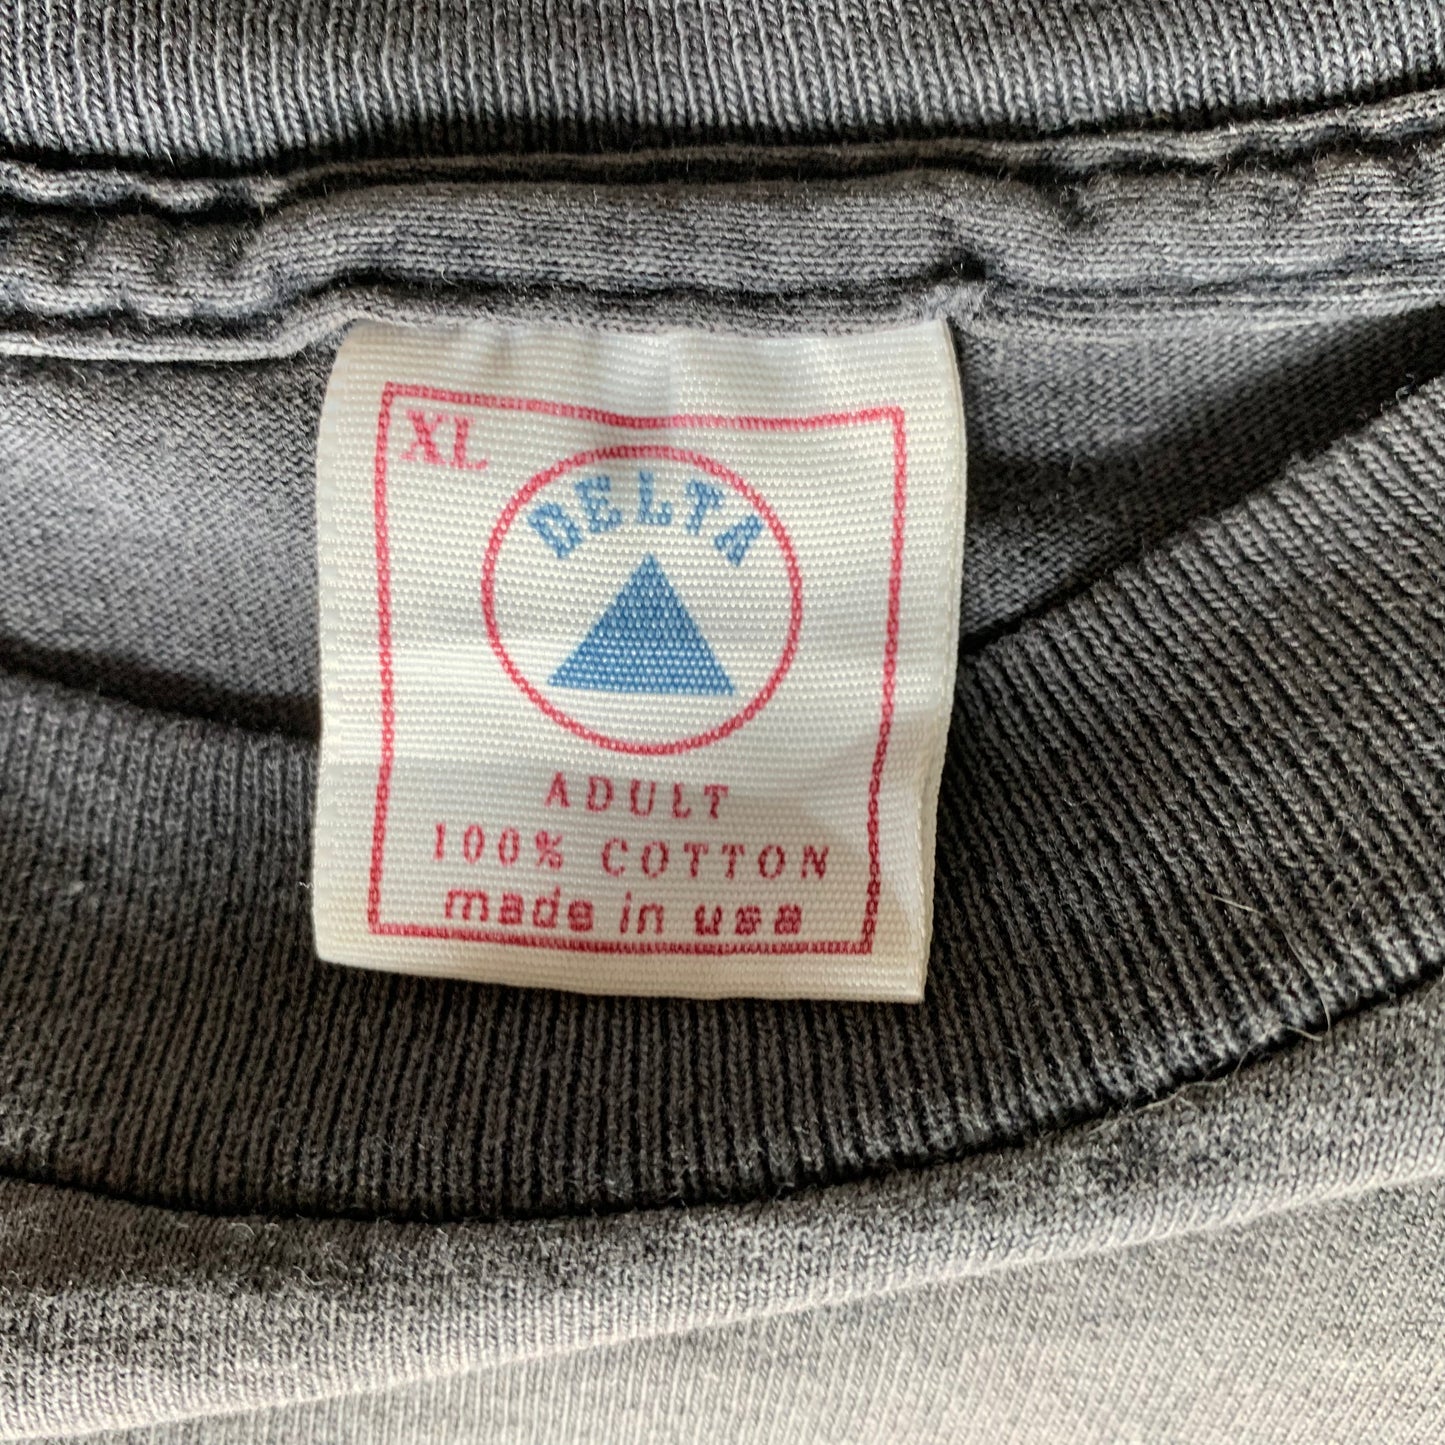 XL
DELTA
ADULT
100% COTTON
made in usa